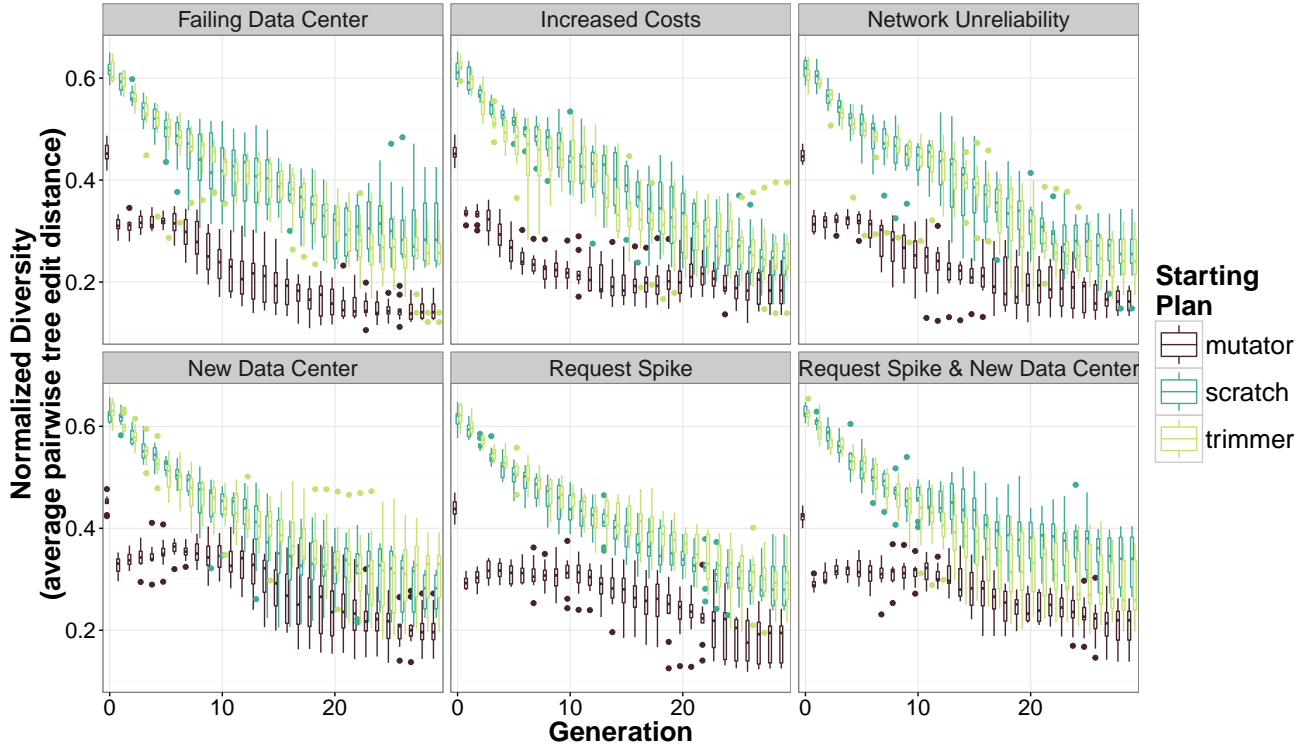 Failing Data Center
Increased Costs
Network Unreliability
0.6
0.4
0.2
New Data Center
Request Spike
Request Spike & New Data Center
0.6
0.4
0.2
0
10
20
0
10
20
0
10
20
Generation
Normalized Diversity
(average pairwise tree edit distance)
Starting
Plan
mutator
scratch
trimmer